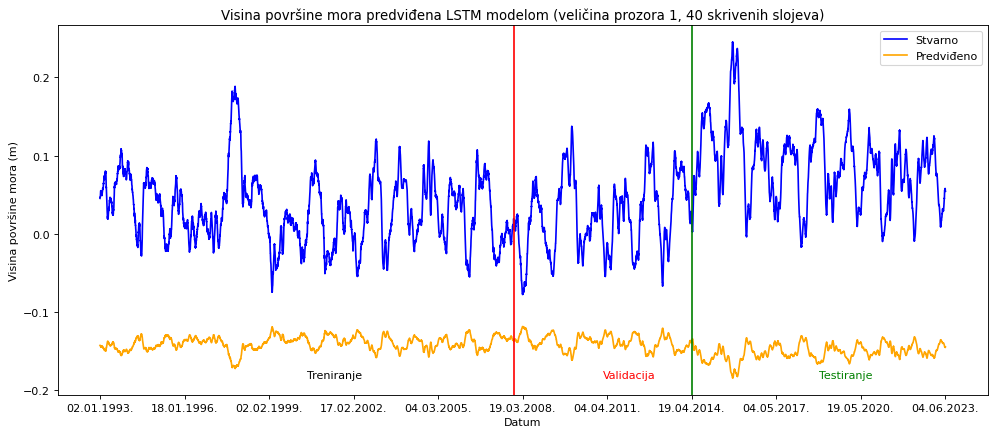 Visina površine mora predviđena LSTM modelom (veličina prozora 1, 40 skrivenih slojeva)
Stvarno
Predviđeno
Visina površine mora (m)
0.2
0.1
0.0
−0.1
−0.2
Treniranje
Validacija
Testiranje
02.01.1993.
18.01.1996.
02.02.1999.
17.02.2002.
04.03.2005.
19.03.2008.
04.04.2011.
19.04.2014.
04.05.2017.
19.05.2020.
04.06.2023.
Datum